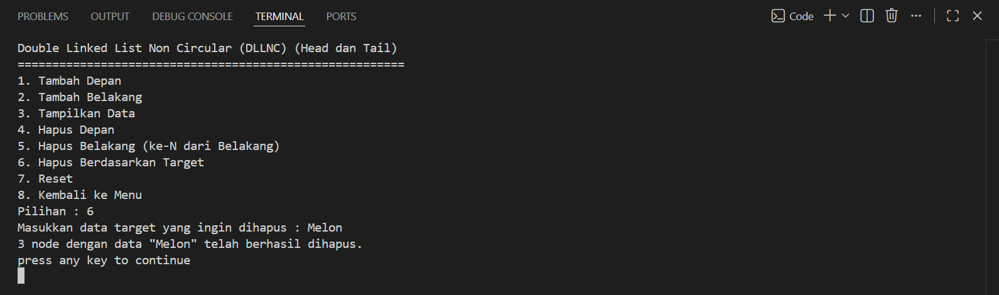 PROBLEMS OUTPUT DEBUG CONSOLE TERMINAL PORTS Code
Double Linked List Non Circular (DLLNC) (Head dan Tail)
========================================================
1. Tambah Depan
2. Tambah Belakang
3. Tampilkan Data
4. Hapus Depan
5. Hapus Belakang (ke-N dari Belakang)
6. Hapus Berdasarkan Target
7. Reset
8. Kembali ke Menu
Pilihan : 6
Masukkan data target yang ingin dihapus : Melon
3 node dengan data "Melon" telah berhasil dihapus.
press any key to continue